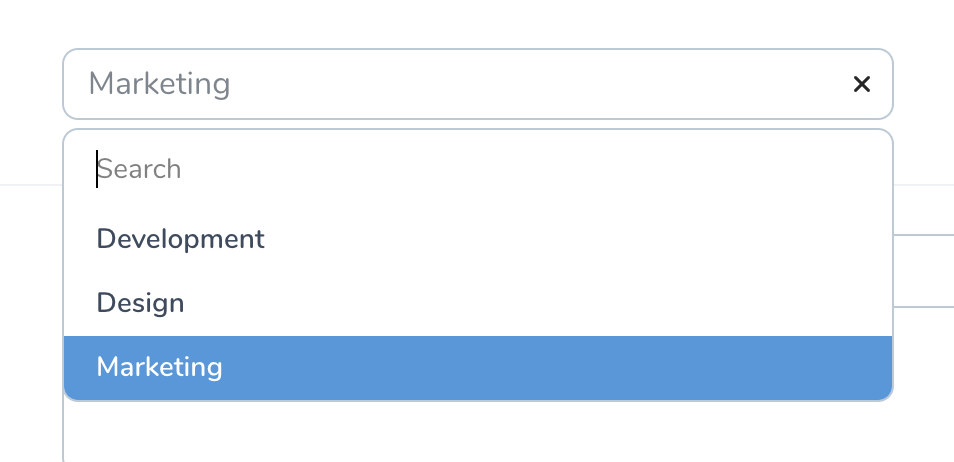 Marketing
Search
Development
Design
Marketing